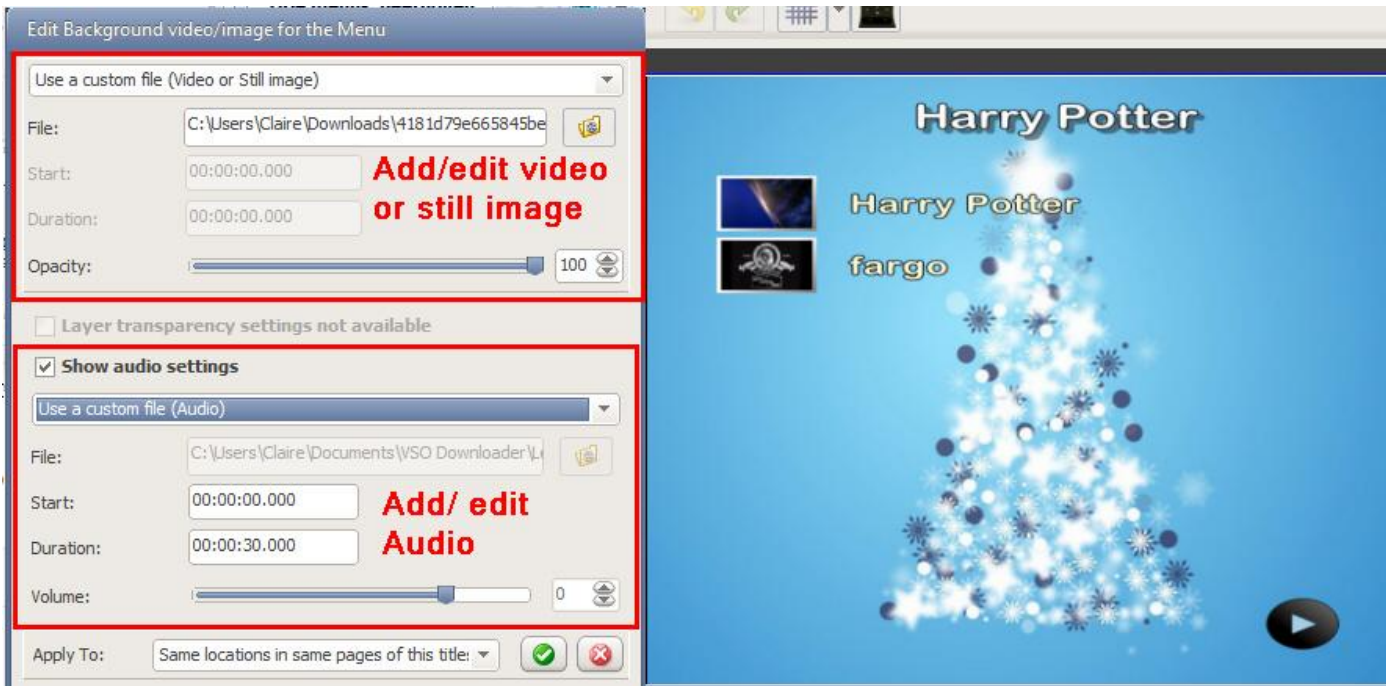 Edit Background video/image for the Menu
Use a custom file (Video or Still image)
File: C:\Users\Claire\Downloads\4181d79e665845be
Start: 00:00:00.000
Duration: 00:00:00.000
Add/edit video
or still image
Opacity: 100
Layer transparency settings not available
Show audio settings
Use a custom file (Audio)
File: C:\Users\Claire\Documents\VSO Downloader\
Start: 00:00:00.000
Duration: 00:00:30.000
Add/ edit
Audio
Volume: 0
Apply To: Same locations in same pages of this title
Harry Potter
Harry Potter
fargo